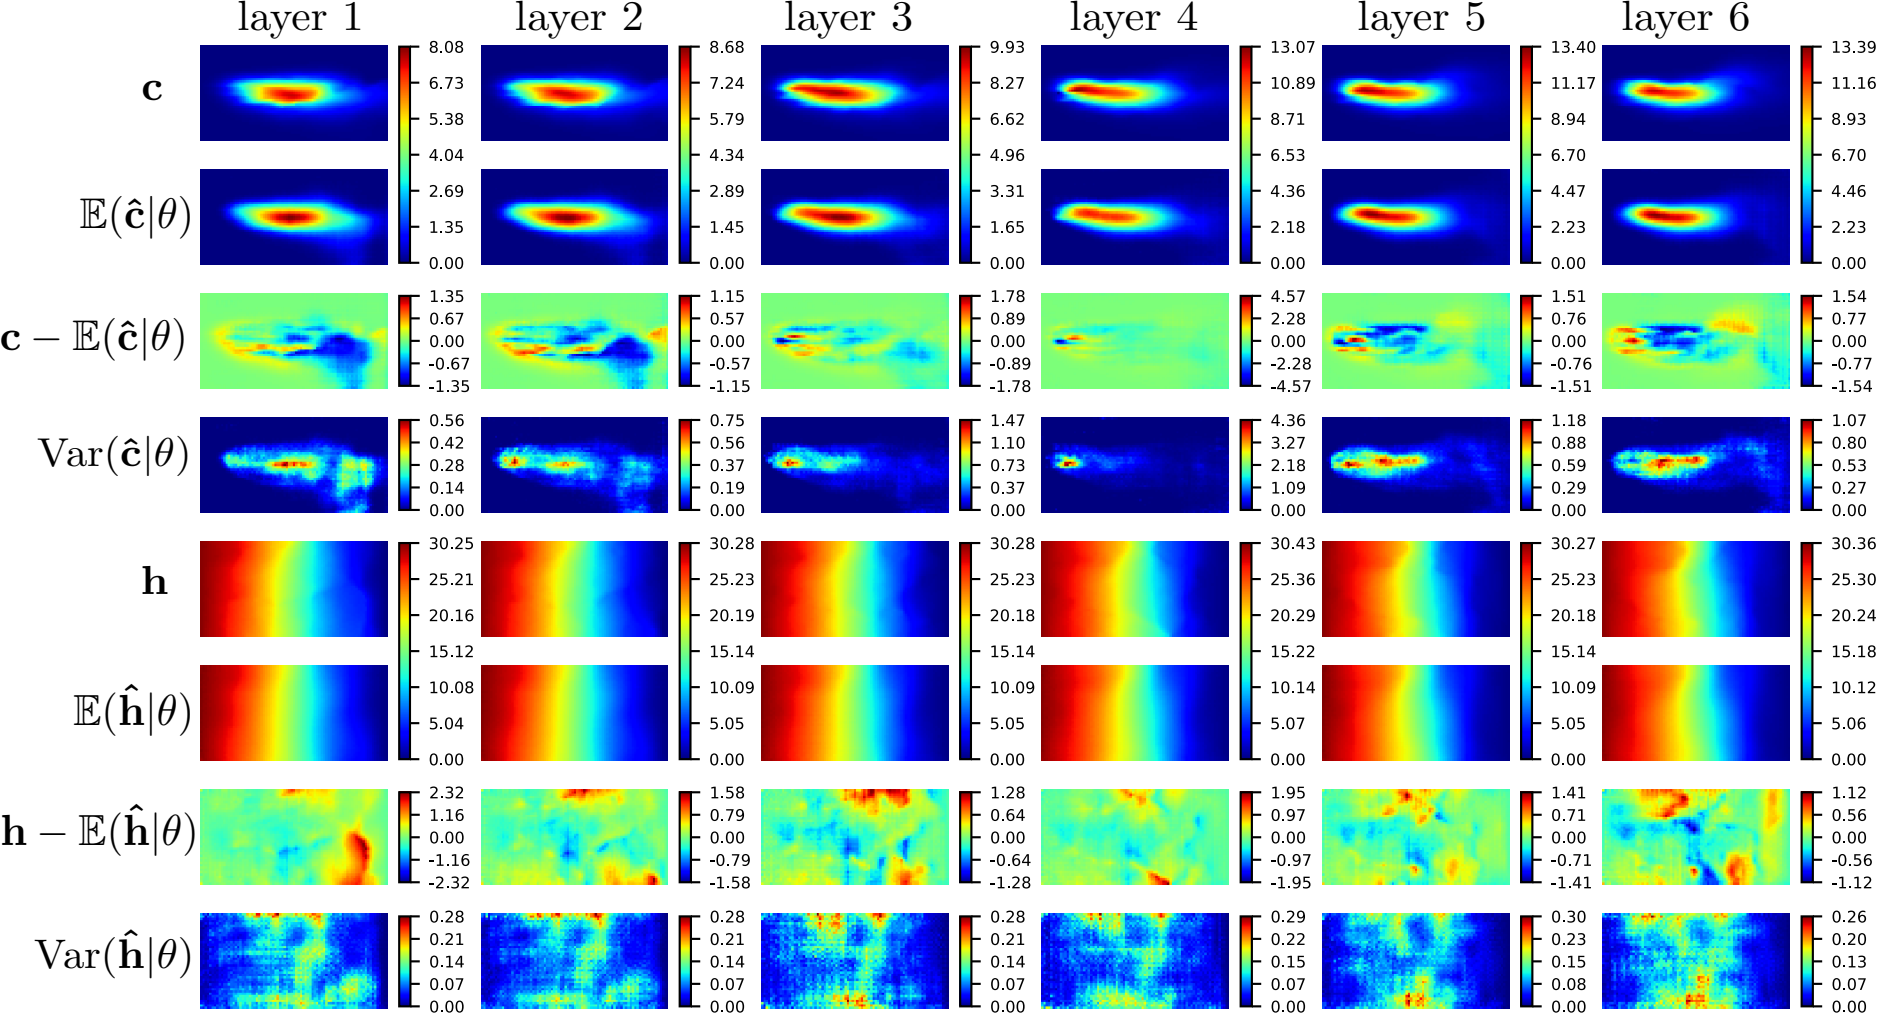 layer 1 layer 2 layer 3 layer 4 layer 5 layer 6
8.08 8.68 9.93 13.07 13.40 13.39
c 6.73 7.24 8.27 10.89 11.17 11.16
5.38 5.79 6.62 8.71 8.94 8.93
4.04 4.34 4.96 6.53 6.70 6.70
2.69 2.89 3.31 4.36 4.47 4.46
𝔼(ĉ|θ) 1.35 1.45 1.65 2.18 2.23 2.23
0.00 0.00 0.00 0.00 0.00 0.00
1.35 1.15 1.78 4.57 1.51 1.54
0.67 0.57 0.89 2.28 0.76 0.77
c − 𝔼(ĉ|θ) 0.00 0.00 0.00 0.00 0.00 0.00
-0.67 -0.57 -0.89 -2.28 -0.76 -0.77
-1.35 -1.15 -1.78 -4.57 -1.51 -1.54
0.56 0.75 1.47 4.36 1.18 1.07
0.42 0.56 1.10 3.27 0.88 0.80
Var(ĉ|θ) 0.28 0.37 0.73 2.18 0.59 0.53
0.14 0.19 0.37 1.09 0.29 0.27
0.00 0.00 0.00 0.00 0.00 0.00
30.25 30.28 30.28 30.43 30.27 30.36
h 25.21 25.23 25.23 25.36 25.23 25.30
20.16 20.19 20.18 20.29 20.18 20.24
15.12 15.14 15.14 15.22 15.14 15.18
10.08 10.09 10.09 10.14 10.09 10.12
𝔼(ĥ|θ) 5.04 5.05 5.05 5.07 5.05 5.06
0.00 0.00 0.00 0.00 0.00 0.00
2.32 1.58 1.28 1.95 1.41 1.12
1.16 0.79 0.64 0.97 0.71 0.56
h − 𝔼(ĥ|θ) 0.00 0.00 0.00 0.00 0.00 0.00
-1.16 -0.79 -0.64 -0.97 -0.71 -0.56
-2.32 -1.58 -1.28 -1.95 -1.41 -1.12
0.28 0.28 0.28 0.29 0.30 0.26
0.21 0.21 0.21 0.22 0.23 0.20
Var(ĥ|θ) 0.14 0.14 0.14 0.15 0.15 0.13
0.07 0.07 0.07 0.07 0.08 0.07
0.00 0.00 0.00 0.00 0.00 0.00